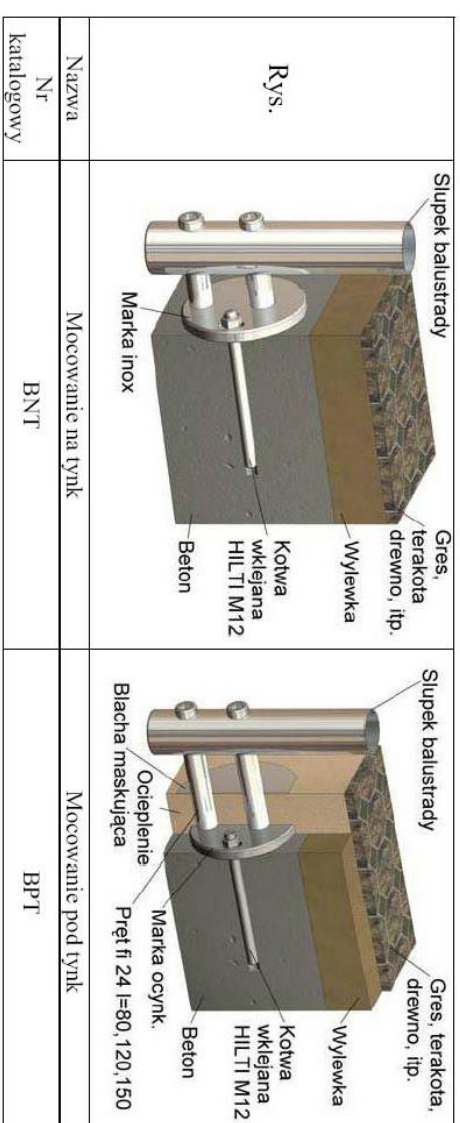 Rys.
Słupek balustrady
Gres,
terakota
drewno, itp.
Wylewka
Kotwa
wklejana
HILTI M12
Beton
Marka inox
Słupek balustrady
Gres, terakota,
drewno, itp.
Wylewka
Kotwa
wklejana
HILTI M12
Beton
Marka ocynk.
Pręt fi 24 l=80,120,150
Ocieplenie
Blacha maskująca
Nazwa
Mocowanie na tynk
Mocowanie pod tynk
Nr
katalogowy
BNT
BPT